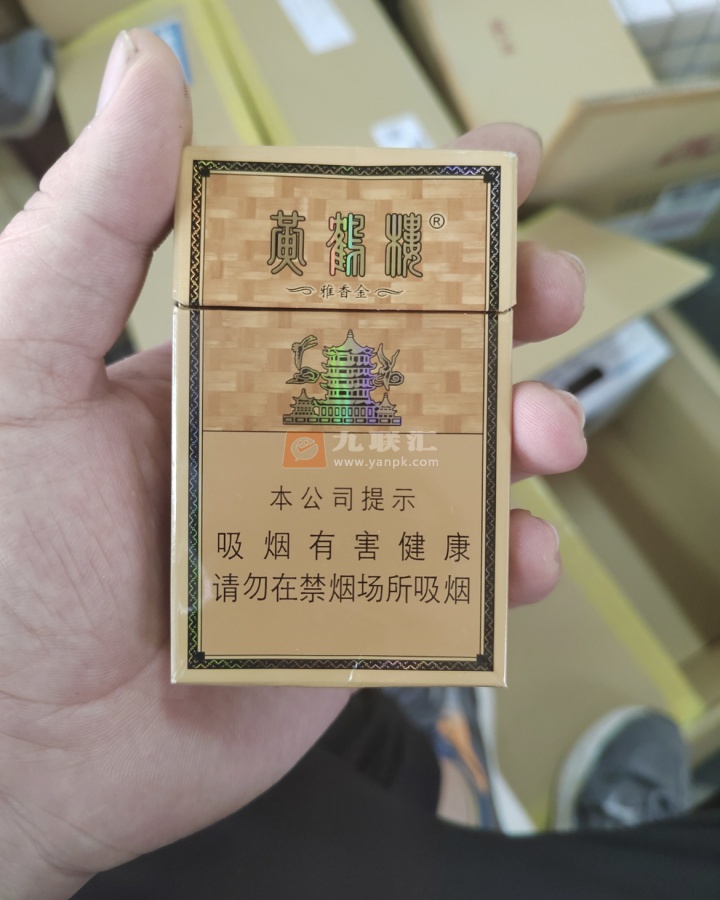 黄鹤楼®
雅香金
九联汇
www.yanpk.com
本公司提示
吸烟有害健康
请勿在禁烟场所吸烟